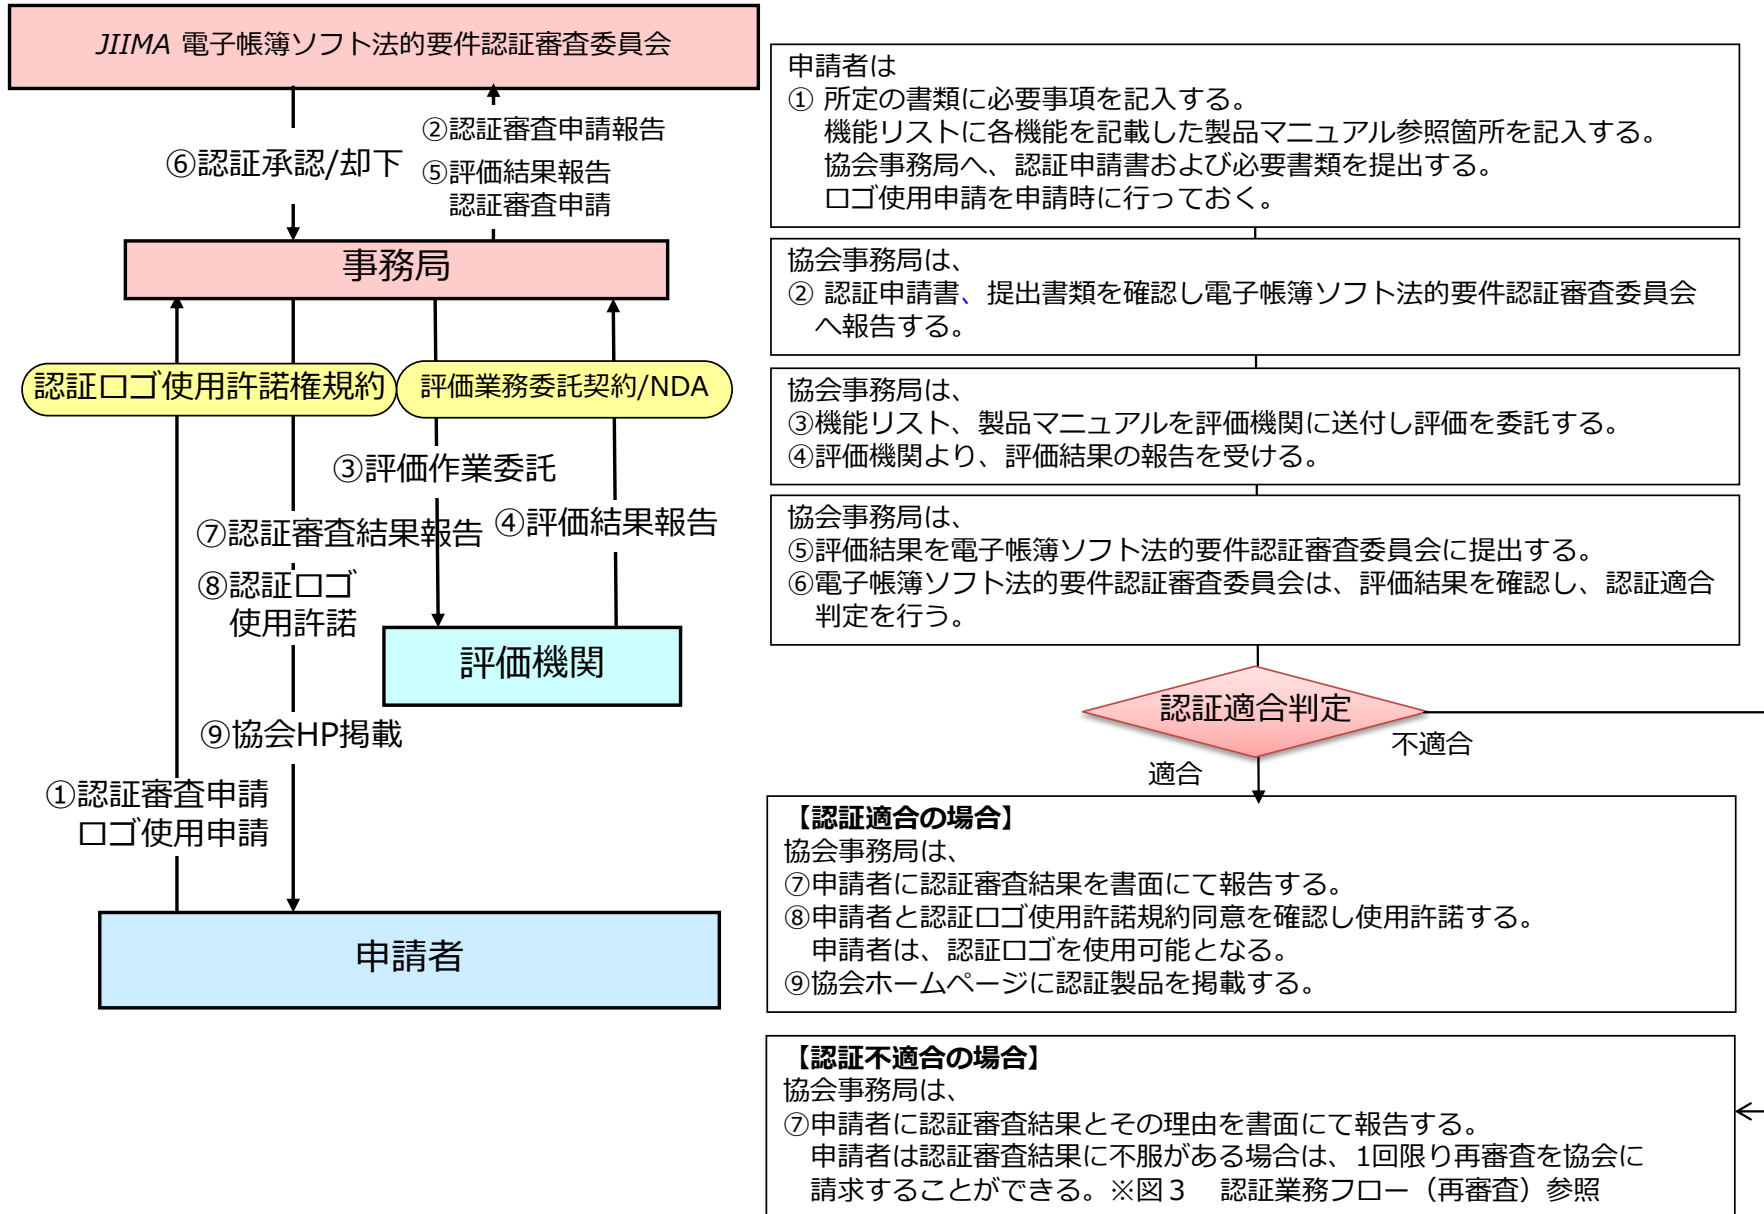 JIIMA 電子帳簿ソフト法的要件認証審査委員会
②認証審査申請報告
⑥認証承認/却下
⑤評価結果報告
認証審査申請
事務局
認証ロゴ使用許諾権規約
評価業務委託契約/NDA
③評価作業委託
⑦認証審査結果報告
④評価結果報告
⑧認証ロゴ
使用許諾
評価機関
⑨協会HP掲載
①認証審査申請
ロゴ使用申請
申請者
申請者は
① 所定の書類に必要事項を記入する。
機能リストに各機能を記載した製品マニュアル参照箇所を記入する。
協会事務局へ、認証申請書および必要書類を提出する。
ロゴ使用申請を申請時に行っておく。
協会事務局は、
② 認証申請書、提出書類を確認し電子帳簿ソフト法的要件認証審査委員会
へ報告する。
協会事務局は、
③機能リスト、製品マニュアルを評価機関に送付し評価を委託する。
④評価機関より、評価結果の報告を受ける。
協会事務局は、
⑤評価結果を電子帳簿ソフト法的要件認証審査委員会に提出する。
⑥電子帳簿ソフト法的要件認証審査委員会は、評価結果を確認し、認証適合
判定を行う。
認証適合判定
不適合
適合
【認証適合の場合】
協会事務局は、
⑦申請者に認証審査結果を書面にて報告する。
⑧申請者と認証ロゴ使用許諾規約同意を確認し使用許諾する。
申請者は、認証ロゴを使用可能となる。
⑨協会ホームページに認証製品を掲載する。
【認証不適合の場合】
協会事務局は、
⑦申請者に認証審査結果とその理由を書面にて報告する。
申請者は認証審査結果に不服がある場合は、1回限り再審査を協会に
請求することができる。※図３　認証業務フロー（再審査）参照